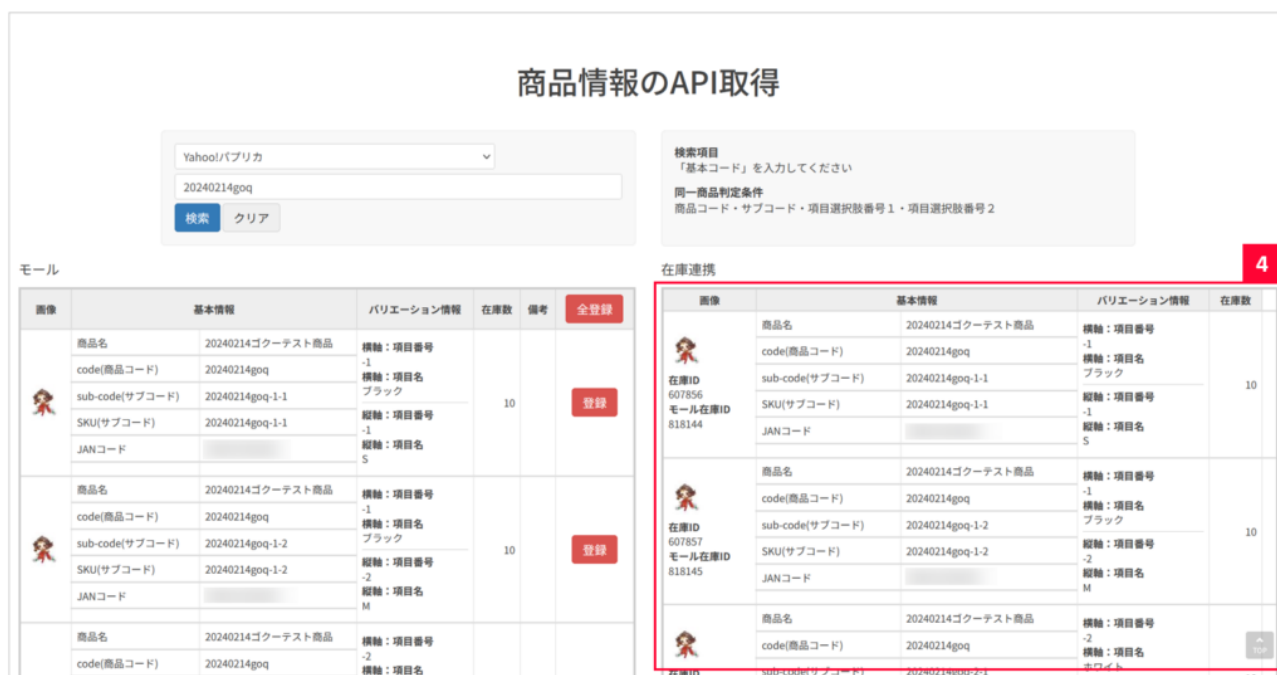 商品情報のAPI取得
Yahoo!パプリカ
20240214goq
検索 クリア
検索項目
「基本コード」を入力してください
同一商品判定条件
商品コード・サブコード・項目選択肢番号1・項目選択肢番号2
モール
画像 基本情報 バリエーション情報 在庫数 備考 全登録
商品名 20240214ゴクーテスト商品
code(商品コード) 20240214goq
sub-code(サブコード) 20240214goq-1-1
SKU(サブコード) 20240214goq-1-1
JANコード
横軸:項目番号
-1
横軸:項目名
ブラック
縦軸:項目番号
-1
縦軸:項目名
S
10
登録
商品名 20240214ゴクーテスト商品
code(商品コード) 20240214goq
sub-code(サブコード) 20240214goq-1-2
SKU(サブコード) 20240214goq-1-2
JANコード
横軸:項目番号
-1
横軸:項目名
ブラック
縦軸:項目番号
-2
縦軸:項目名
M
10
登録
商品名 20240214ゴクーテスト商品
code(商品コード) 20240214goq
横軸:項目番号
-2
横軸:項目名
在庫連携
4
画像 基本情報 バリエーション情報 在庫数
在庫ID
607856
モール在庫ID
818144
商品名 20240214ゴクーテスト商品
code(商品コード) 20240214goq
sub-code(サブコード) 20240214goq-1-1
SKU(サブコード) 20240214goq-1-1
JANコード
横軸:項目番号
-1
横軸:項目名
ブラック
縦軸:項目番号
-1
縦軸:項目名
S
10
在庫ID
607857
モール在庫ID
818145
商品名 20240214ゴクーテスト商品
code(商品コード) 20240214goq
sub-code(サブコード) 20240214goq-1-2
SKU(サブコード) 20240214goq-1-2
JANコード
横軸:項目番号
-1
横軸:項目名
ブラック
縦軸:項目番号
-2
縦軸:項目名
M
10
在庫ID
商品名 20240214ゴクーテスト商品
code(商品コード) 20240214goq
sub-code(サブコード) 20240214goq-2-1
横軸:項目番号
-2
横軸:項目名
ホワイト
TOP